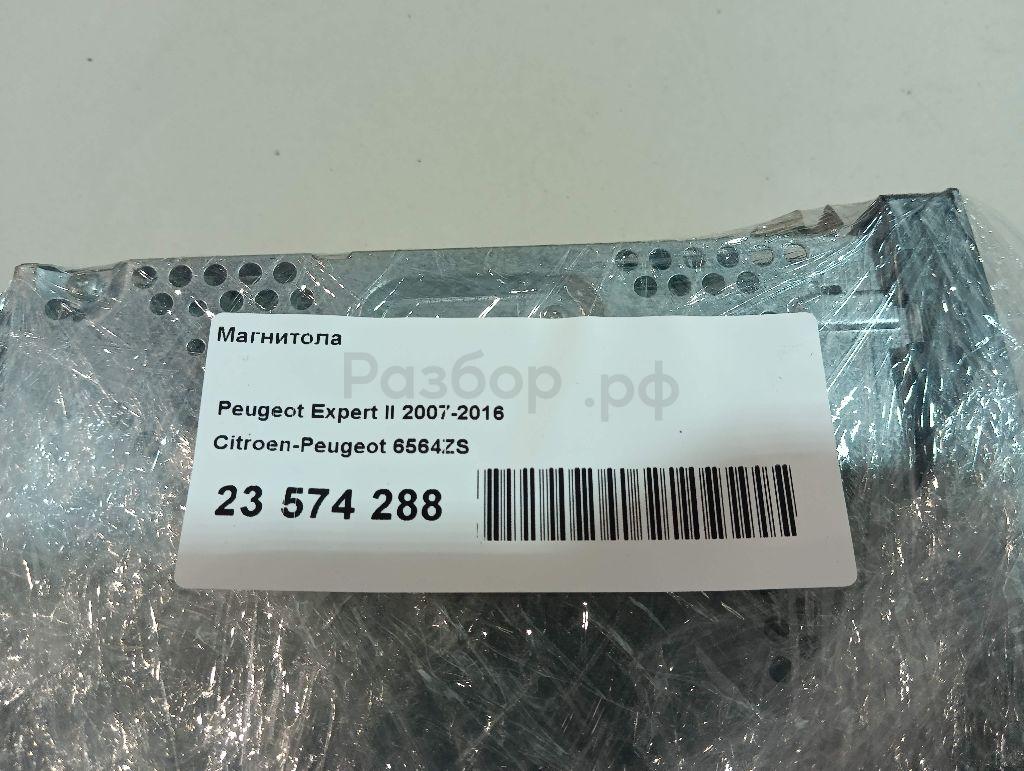 Магнитола
Разбор.рф
Peugeot Expert II 2007-2016
Citroen-Peugeot 6564ZS
23 574 288